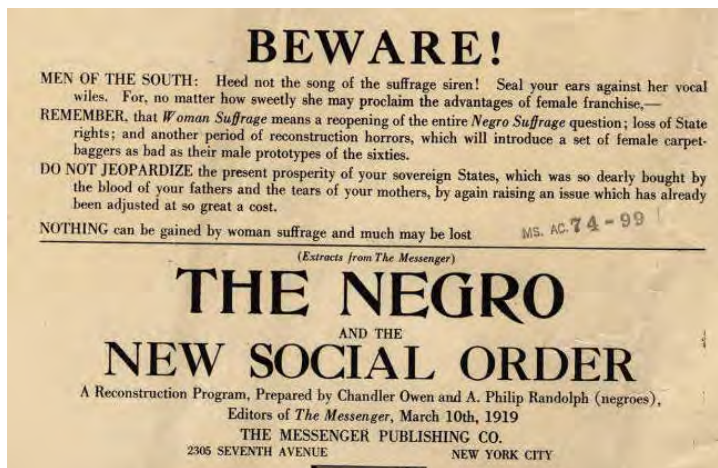 BEWARE!
MEN OF THE SOUTH: Heed not the song of the suffrage siren! Seal your ears against her vocal
wiles. For, no matter how sweetly she may proclaim the advantages of female franchise,—
REMEMBER, that Woman Suffrage means a reopening of the entire Negro Suffrage question; loss of State
rights; and another period of reconstruction horrors, which will introduce a set of female carpet-
baggers as bad as their male prototypes of the sixties.
DO NOT JEOPARDIZE the present prosperity of your sovereign States, which was so dearly bought by
the blood of your fathers and the tears of your mothers, by again raising an issue which has already
been adjusted at so great a cost.
NOTHING can be gained by woman suffrage and much may be lost
MS. AC. 74-99
(Extracts from The Messenger)
THE NEGRO
AND THE
NEW SOCIAL ORDER
A Reconstruction Program, Prepared by Chandler Owen and A. Philip Randolph (negroes),
Editors of The Messenger, March 10th, 1919
THE MESSENGER PUBLISHING CO.
2305 SEVENTH AVENUE NEW YORK CITY